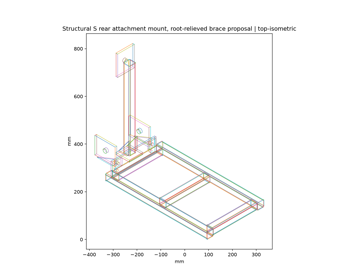 Structural S rear attachment mount, root-relieved brace proposal | top-isometric
mm
800
600
400
200
0
−400 −300 −200 −100 0 100 200 300
mm